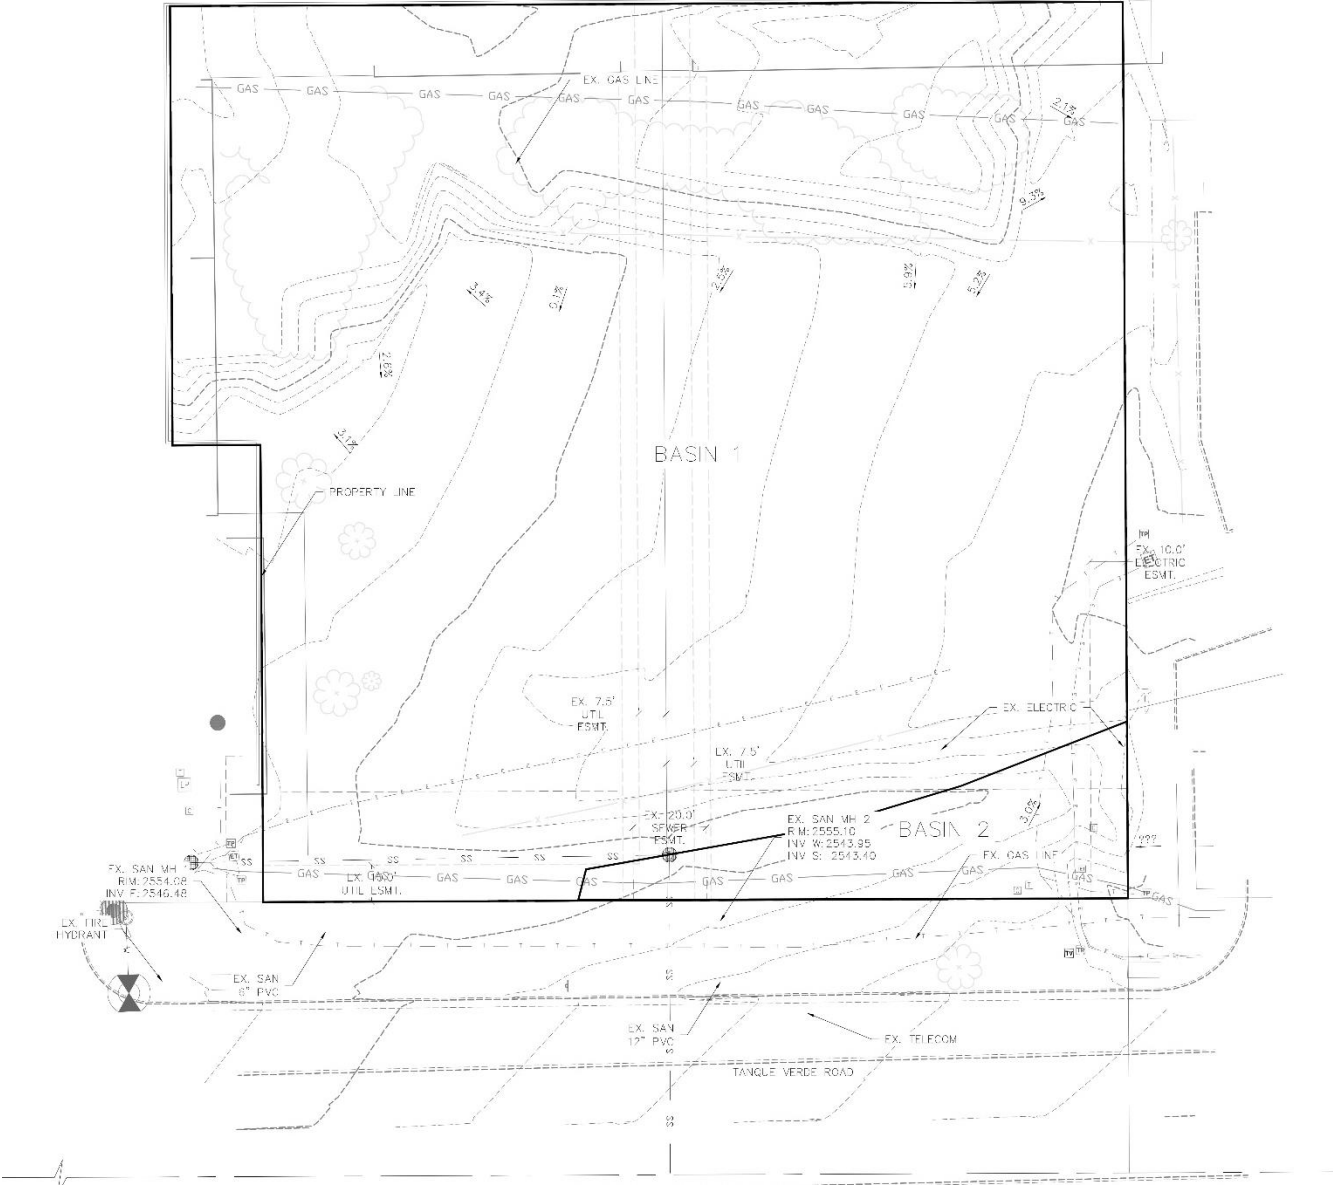 EX. GAS LINE
GAS GAS GAS GAS GAS GAS GAS GAS GAS GAS GAS
2.1%
9.3%
3.4%
2.5%
5.2%
2.6%
3.1%
BASIN 1
PROPERTY LINE
EX. 10.0'
ELECTRIC
ESMT.
EX. 7.5'
UTIL
ESMT.
EX. ELECTRIC
EX. 7.5'
UTIL
ESMT.
EX. 20.0'
SEWER
ESMT.
EX. SAN MH 2
RIM: 2555.10
INV W: 2543.95
INV S: 2543.40
BASIN 2
3.0%
???
EX. GAS LINE
SS SS SS SS SS SS
EX. SAN MH
RIM: 2554.08
INV E: 2546.48
GAS GAS GAS GAS GAS GAS GAS GAS GAS GAS GAS
UTIL ESMT.
EX. FIRE
HYDRANT
EX. SAN
8" PVC
SS
EX. SAN
12" PVC
EX. TELECOM
TANQUE VERDE ROAD
SS